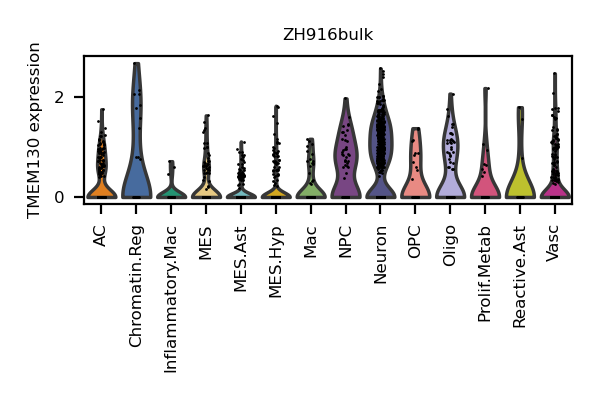 ZH916bulk
TMEM130 expression
2
0
AC
Chromatin.Reg
Inflammatory.Mac
MES
MES.Ast
MES.Hyp
Mac
NPC
Neuron
OPC
Oligo
Prolif.Metab
Reactive.Ast
Vasc